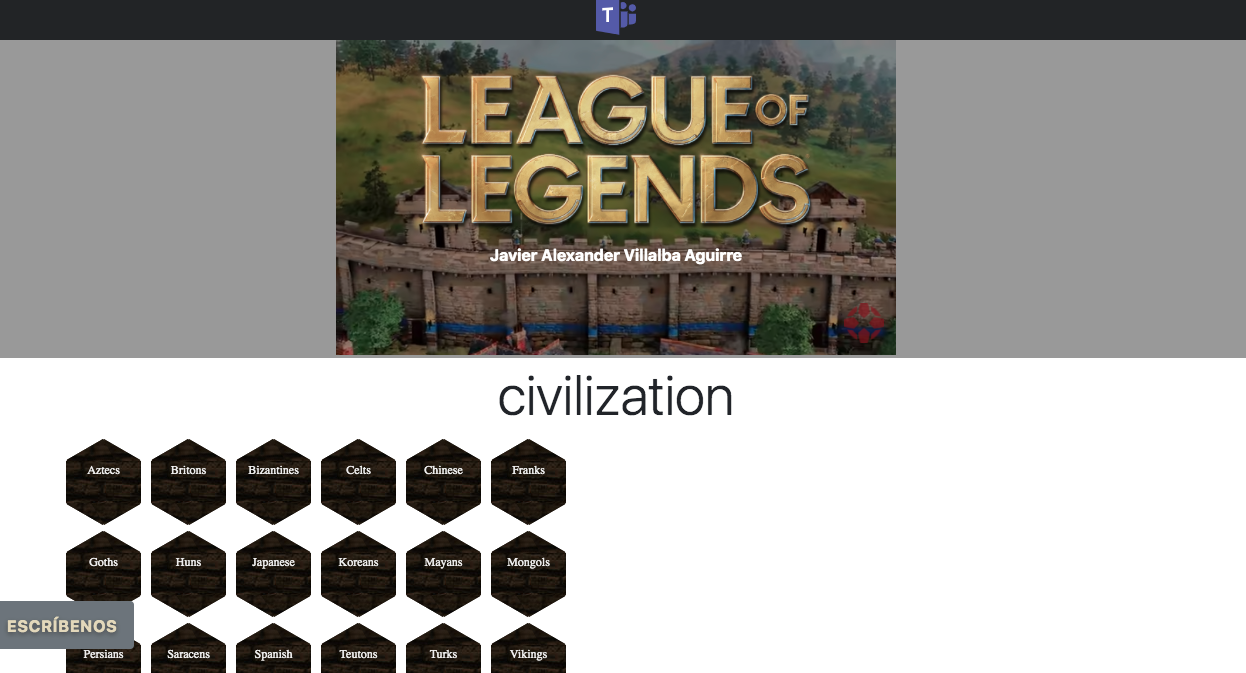 T
LEAGUE OF
LEGENDS
Javier Alexander Villalba Aguirre
civilization
Aztecs Britons Bizantines Celts Chinese Franks
Goths Huns Japanese Koreans Mayans Mongols
ESCRÍBENOS
Persians Saracens Spanish Teutons Turks Vikings